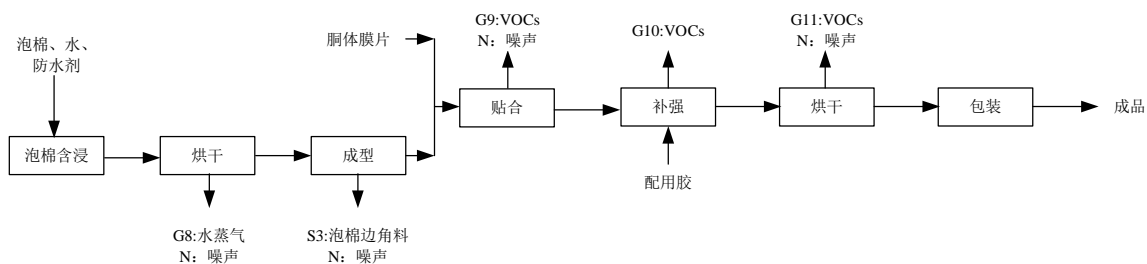 泡棉、水、
防水剂
泡棉含浸
烘干
G8:水蒸气
N：噪声
成型
S3:泡棉边角料
N：噪声
胴体膜片
贴合
G9:VOCs
N：噪声
补强
G10:VOCs
配用胶
烘干
G11:VOCs
N：噪声
包装
成品